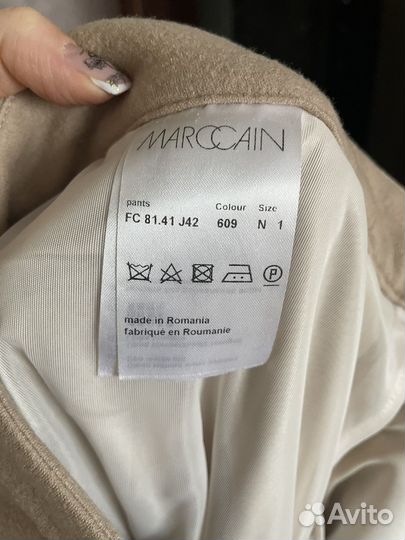 MARCCAIN
pants Colour Size
FC 81.41 J42 609 N 1
P
made in Romania
fabriqué en Roumanie
Avito